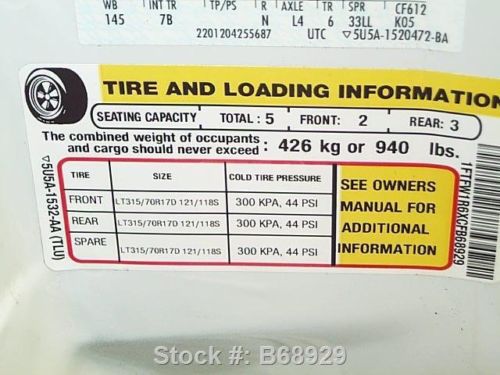 WB INT TR TP/PS R AXLE TR SPR CF612
145 7B N L4 6 33LL K05
2201204255687 UTC ▽5U5A-1520472-BA
TIRE AND LOADING INFORMATION
SEATING CAPACITY TOTAL : 5 FRONT: 2 REAR: 3
The combined weight of occupants
and cargo should never exceed : 426 kg or 940 lbs.
TIRE SIZE COLD TIRE PRESSURE
FRONT LT315/70R17D 121/118S 300 KPA, 44 PSI
REAR LT315/70R17D 121/118S 300 KPA, 44 PSI
SPARE LT315/70R17D 121/118S 300 KPA, 44 PSI
SEE OWNERS
MANUAL FOR
ADDITIONAL
INFORMATION
▽5U5A-1532-AA (TLU)
Stock #: B68929